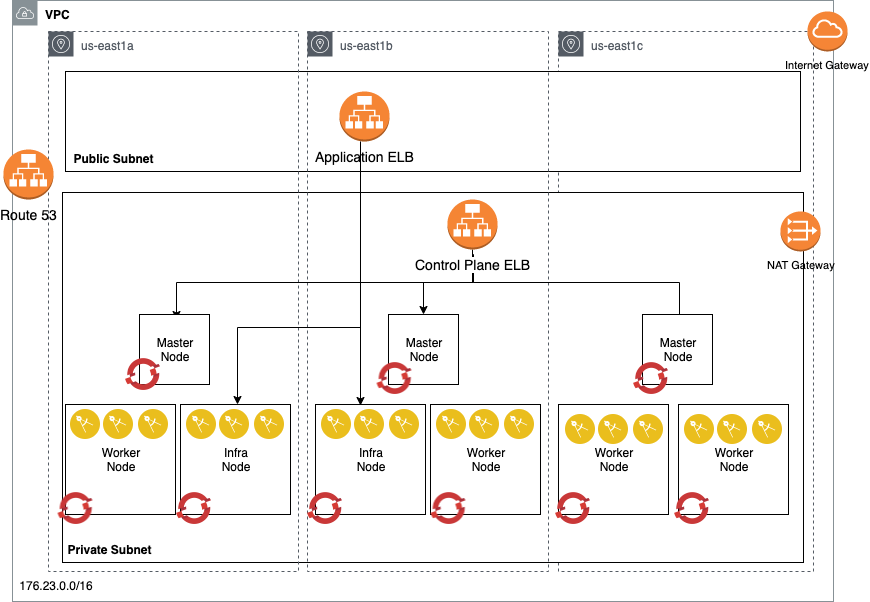 VPC
us-east1a
us-east1b
us-east1c
Internet Gateway
Application ELB
Public Subnet
Route 53
Control Plane ELB
NAT Gateway
Master
Node
Master
Node
Master
Node
Worker
Node
Infra
Node
Infra
Node
Worker
Node
Worker
Node
Worker
Node
Private Subnet
176.23.0.0/16